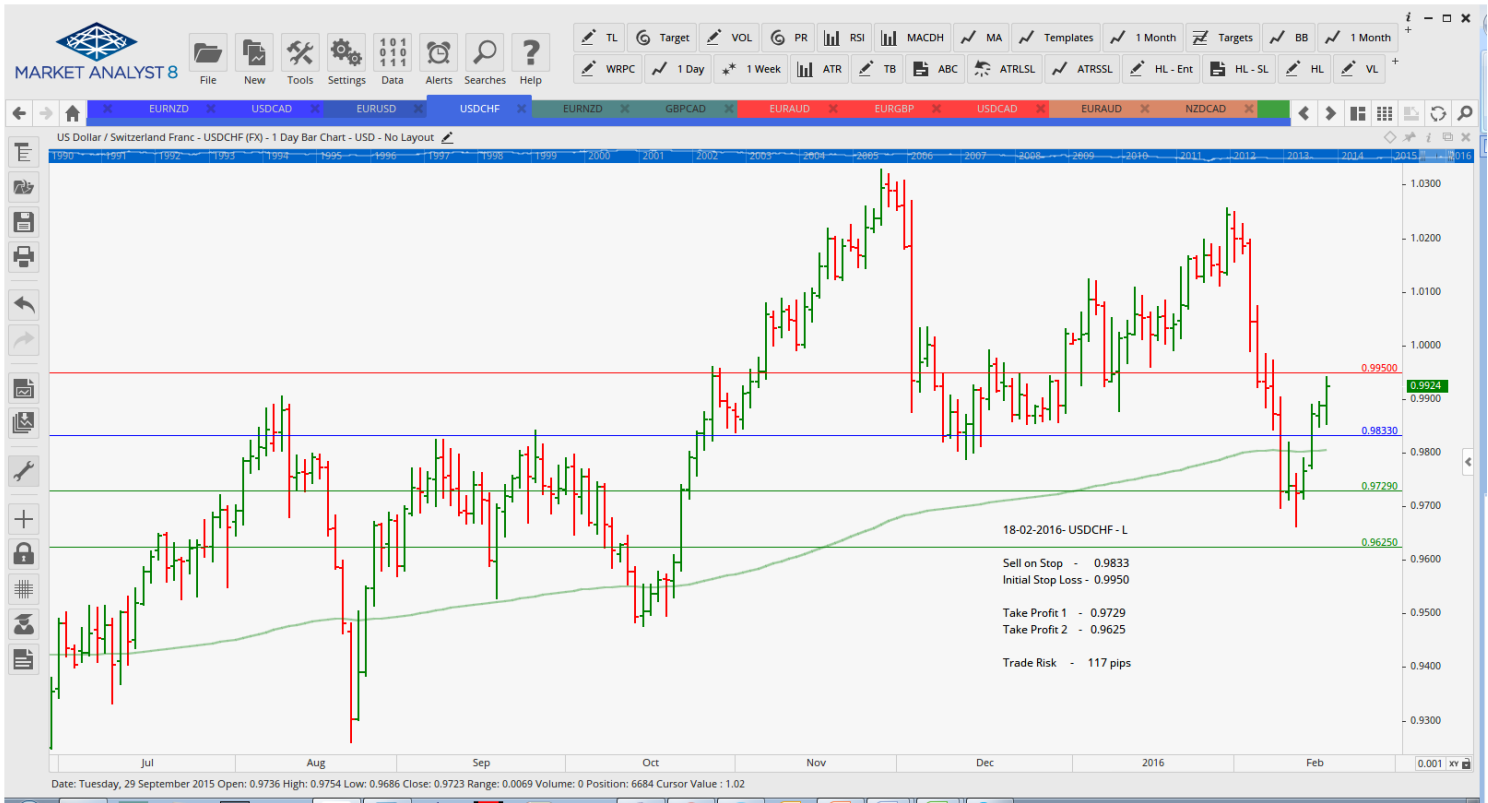 MARKET ANALYST 8
File New Tools Settings 101 010 111 Data Alerts Searches Help
TL Target VOL PR RSI MACDH MA Templates 1 Month Targets BB 1 Month +
WRPC 1 Day 1 Week ATR TB ABC ATRLSL ATRSSL HL - Ent HL - SL HL VL +
EURNZD USDCAD EURUSD USDCHF EURNZD GBPCAD EURAUD EURGBP USDCAD EURAUD NZDCAD
US Dollar / Switzerland Franc - USDCHF (FX) - 1 Day Bar Chart - USD - No Layout
1990 1991 1992 1993 1994 1995 1996 1997 1998 1999 2000 2001 2002 2003 2004 2005 2006 2007 2008 2009 2010 2011 2012 2013 2014 2015 2016
1.0300
1.0200
1.0100
1.0000
0.99500
0.9924
0.9900
0.98330
0.9800
0.97290
0.9700
18-02-2016- USDCHF - L
0.96250
0.9600
Sell on Stop - 0.9833
Initial Stop Loss - 0.9950
Take Profit 1 - 0.9729
0.9500
Take Profit 2 - 0.9625
Trade Risk - 117 pips
0.9400
0.9300
Jul Aug Sep Oct Nov Dec 2016 Feb 0.001 XY
Date: Tuesday, 29 September 2015 Open: 0.9736 High: 0.9754 Low: 0.9686 Close: 0.9723 Range: 0.0069 Volume: 0 Position: 6684 Cursor Value : 1.02